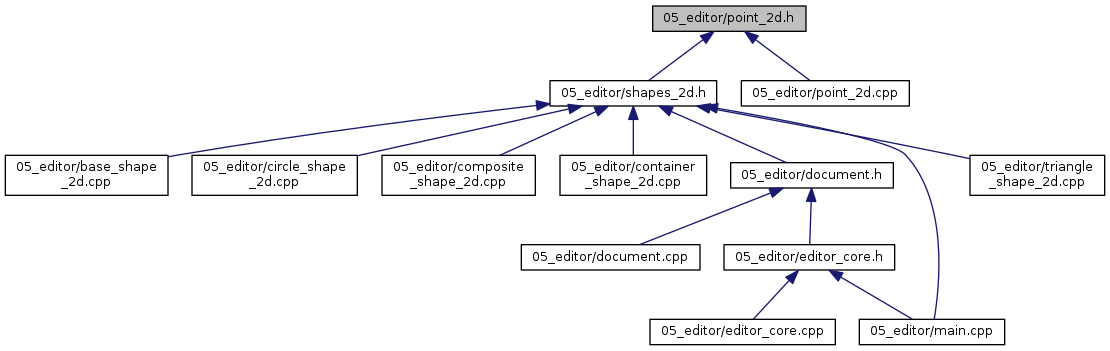 05_editor/point_2d.h
05_editor/shapes_2d.h
05_editor/point_2d.cpp
05_editor/base_shape
_2d.cpp
05_editor/circle_shape
_2d.cpp
05_editor/composite
_shape_2d.cpp
05_editor/container
_shape_2d.cpp
05_editor/document.h
05_editor/triangle
_shape_2d.cpp
05_editor/document.cpp
05_editor/editor_core.h
05_editor/editor_core.cpp
05_editor/main.cpp